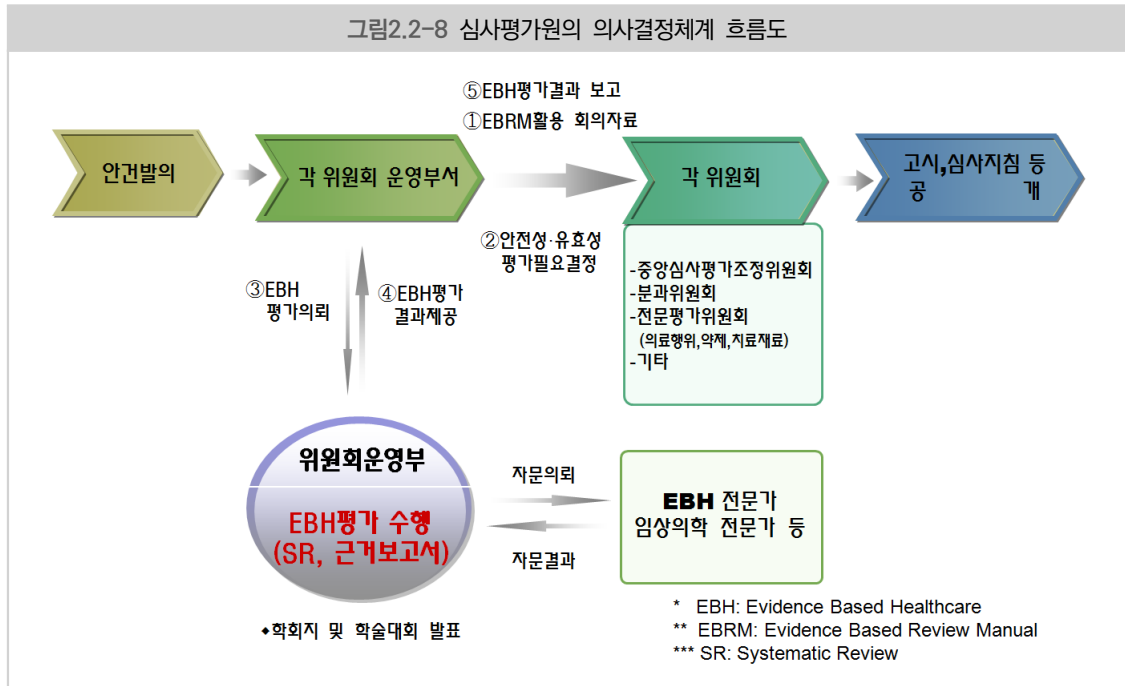 그림2.2-8 심사평가원의 의사결정체계 흐름도
⑤EBH평가결과 보고
①EBRM활용 회의자료
안건발의
각 위원회 운영부서
각 위원회
고시,심사지침 등
공 개
②안전성·유효성
평가필요결정
-중앙심사평가조정위원회
-분과위원회
-전문평가위원회
(의료행위,약제,치료재료)
-기타
③EBH
평가의뢰
④EBH평가
결과제공
위원회운영부
EBH평가 수행
(SR, 근거보고서)
자문의뢰
자문결과
EBH 전문가
임상의학 전문가 등
◆학회지 및 학술대회 발표
* EBH: Evidence Based Healthcare
** EBRM: Evidence Based Review Manual
*** SR: Systematic Review